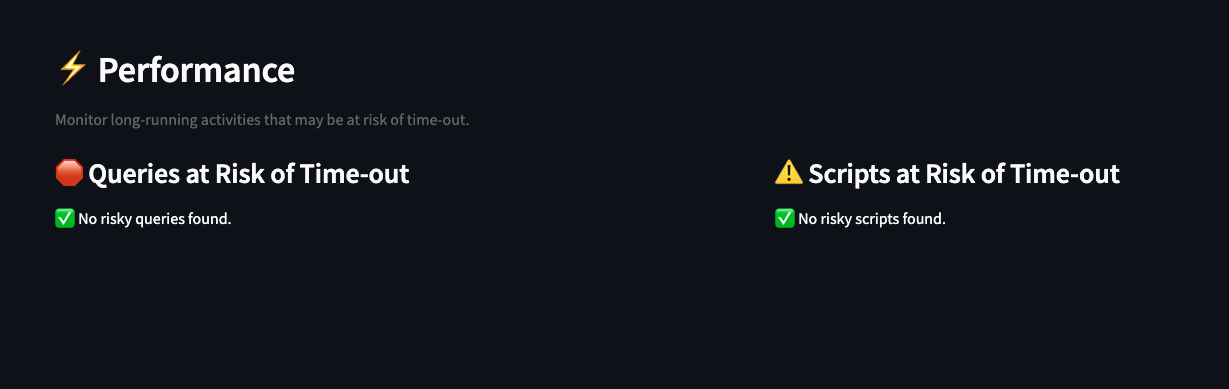 ⚡ Performance
Monitor long-running activities that may be at risk of time-out.
🛑 Queries at Risk of Time-out
✅ No risky queries found.
⚠️ Scripts at Risk of Time-out
✅ No risky scripts found.